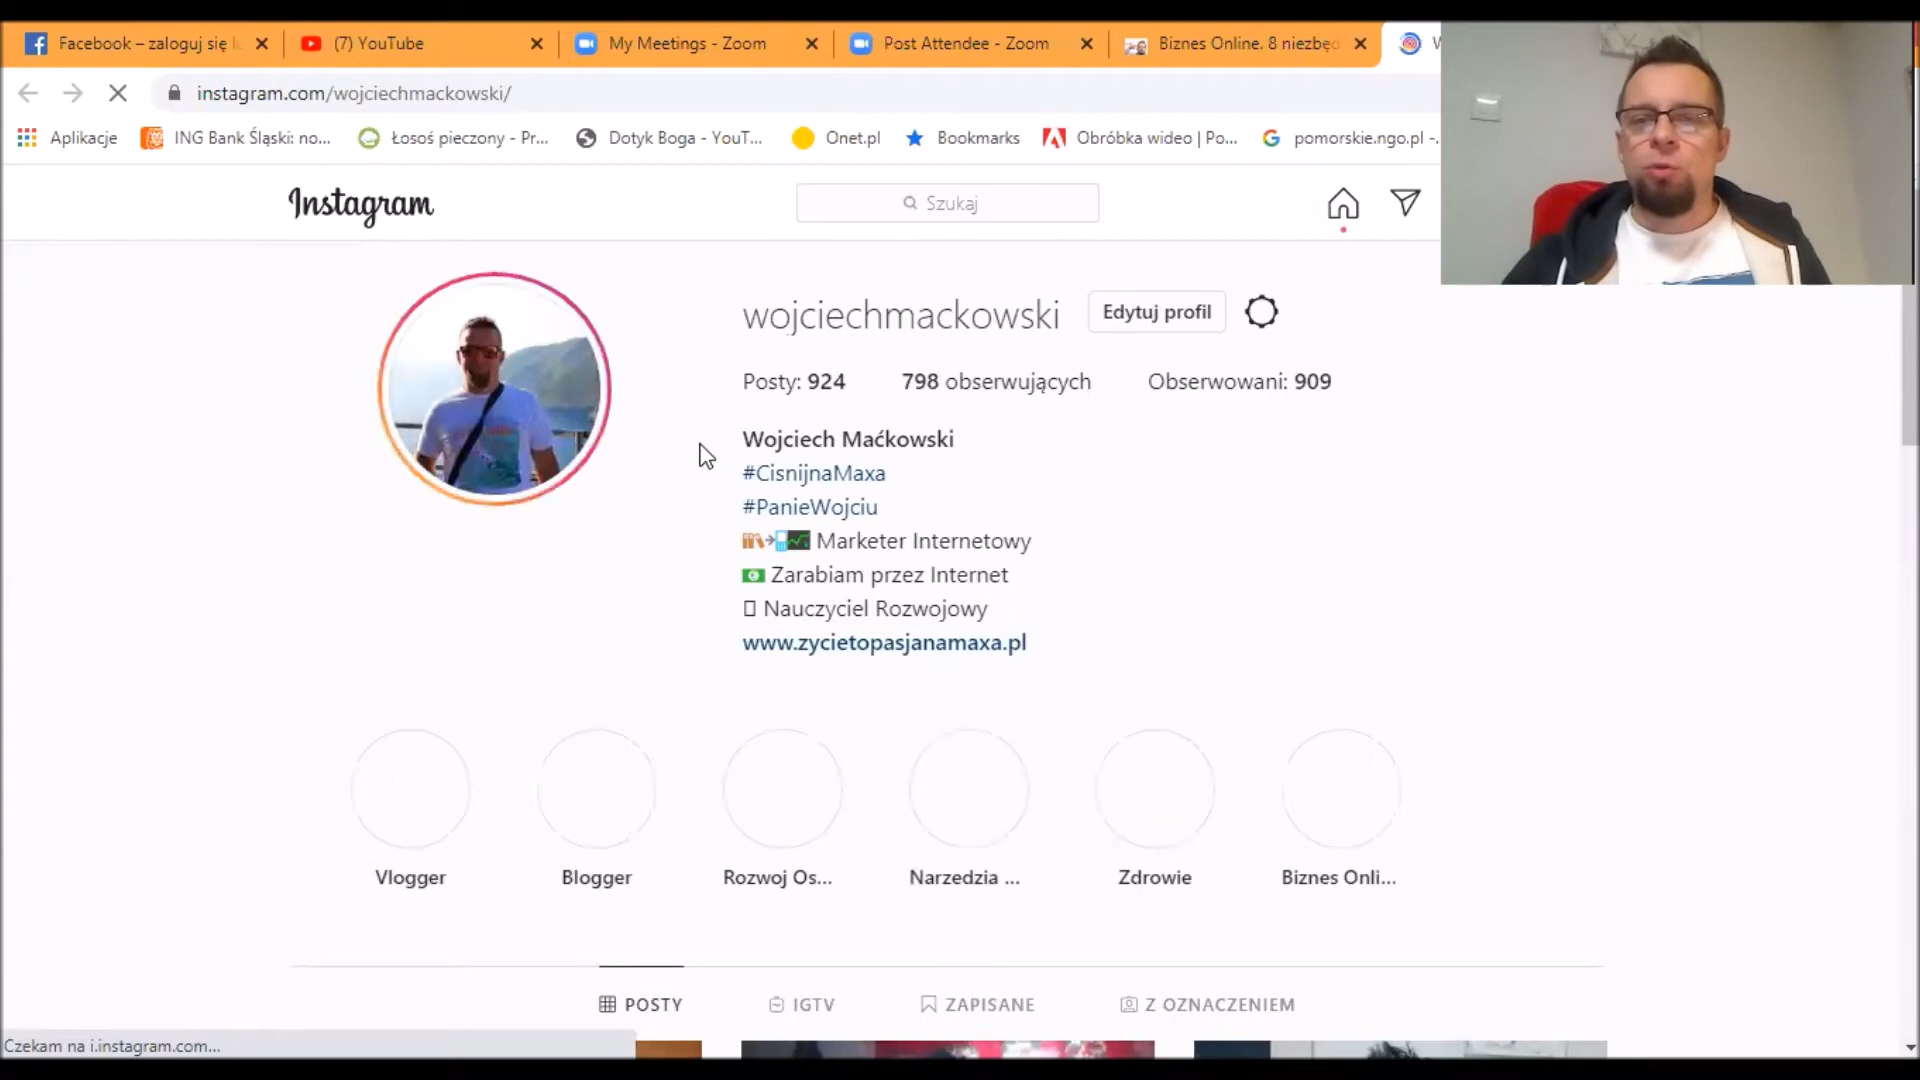 Facebook – zaloguj się
(7) YouTube
My Meetings - Zoom
Post Attendee - Zoom
Biznes Online. 8 niezbęd
instagram.com/wojciechmackowski/
Aplikacje
ING Bank Śląski: no...
Łosoś pieczony - Pr...
Dotyk Boga - YouT...
Onet.pl
Bookmarks
Obróbka wideo | Po...
pomorskie.ngo.pl -.
Instagram
Szukaj
wojciechmackowski
Edytuj profil
Posty: 924
798 obserwujących
Obserwowani: 909
Wojciech Maćkowski
#CisnijnaMaxa
#PanieWojciu
Marketer Internetowy
Zarabiam przez Internet
Nauczyciel Rozwojowy
www.zycietopasjanamaxa.pl
Vlogger
Blogger
Rozwoj Os...
Narzedzia ...
Zdrowie
Biznes Onli...
POSTY
IGTV
ZAPISANE
Z OZNACZENIEM
Czekam na i.instagram.com...